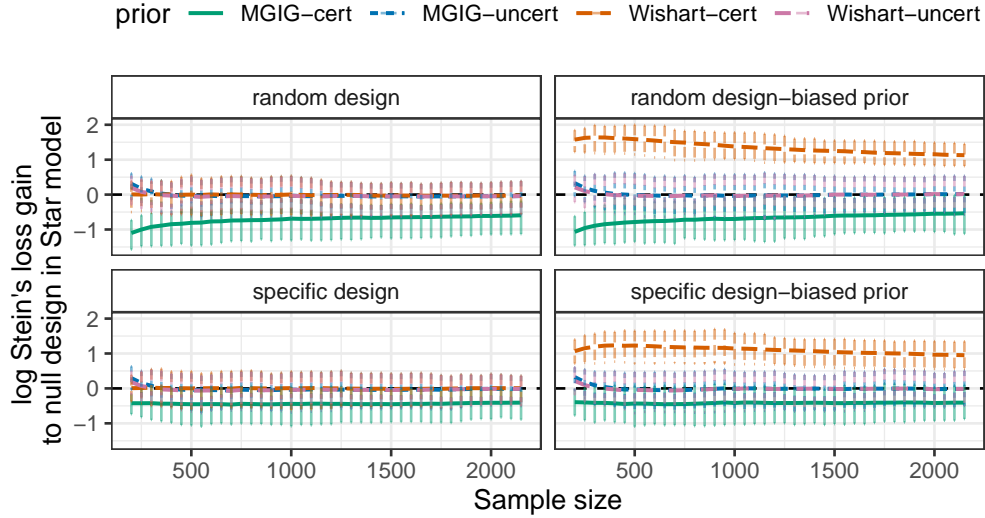 prior MGIG−cert MGIG−uncert Wishart−cert Wishart−uncert
random design
random design−biased prior
2
1
0
−1
specific design
specific design−biased prior
2
1
0
−1
500 1000 1500 2000
500 1000 1500 2000
Sample size
log Stein's loss gain
to null design in Star model